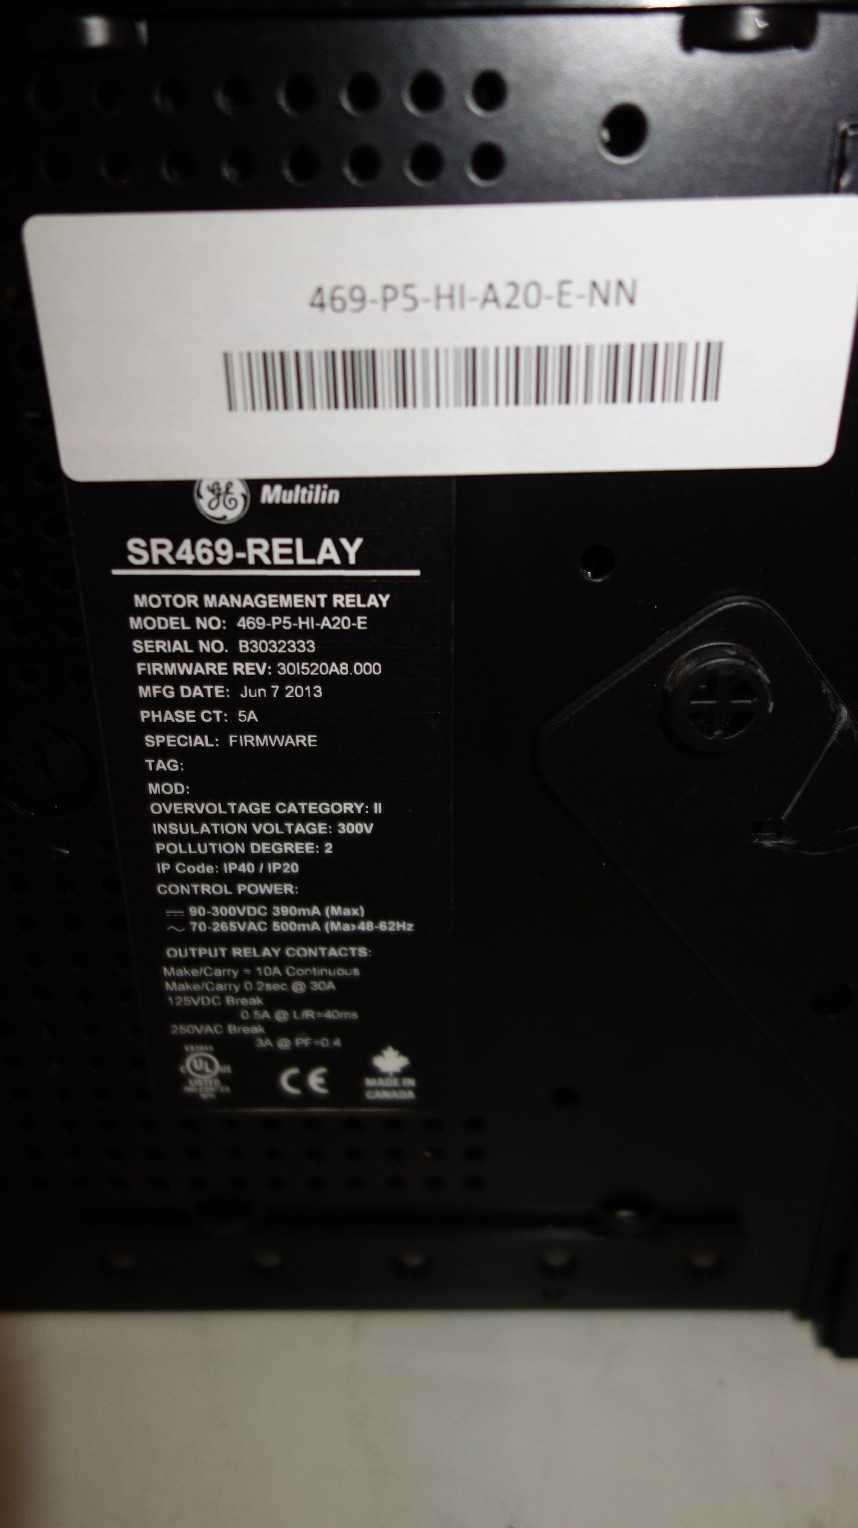 469-P5-HI-A20-E-NN
GE Multilin
SR469-RELAY
MOTOR MANAGEMENT RELAY
MODEL NO: 469-P5-HI-A20-E
SERIAL NO. B3032333
FIRMWARE REV: 30I520A8.000
MFG DATE: Jun 7 2013
PHASE CT: 5A
SPECIAL: FIRMWARE
TAG:
MOD:
OVERVOLTAGE CATEGORY: II
INSULATION VOLTAGE: 300V
POLLUTION DEGREE: 2
IP Code: IP40 / IP20
CONTROL POWER:
90-300VDC 390mA (Max)
70-265VAC 500mA (Max48-62Hz
OUTPUT RELAY CONTACTS:
Make/Carry = 10A Continuous
Make/Carry 0.2sec @ 30A
125VDC Break
0.5A @ L/R=40ms
250VAC Break
3A @ PF=0.4
C UL US
LISTED
CE
MADE IN
CANADA